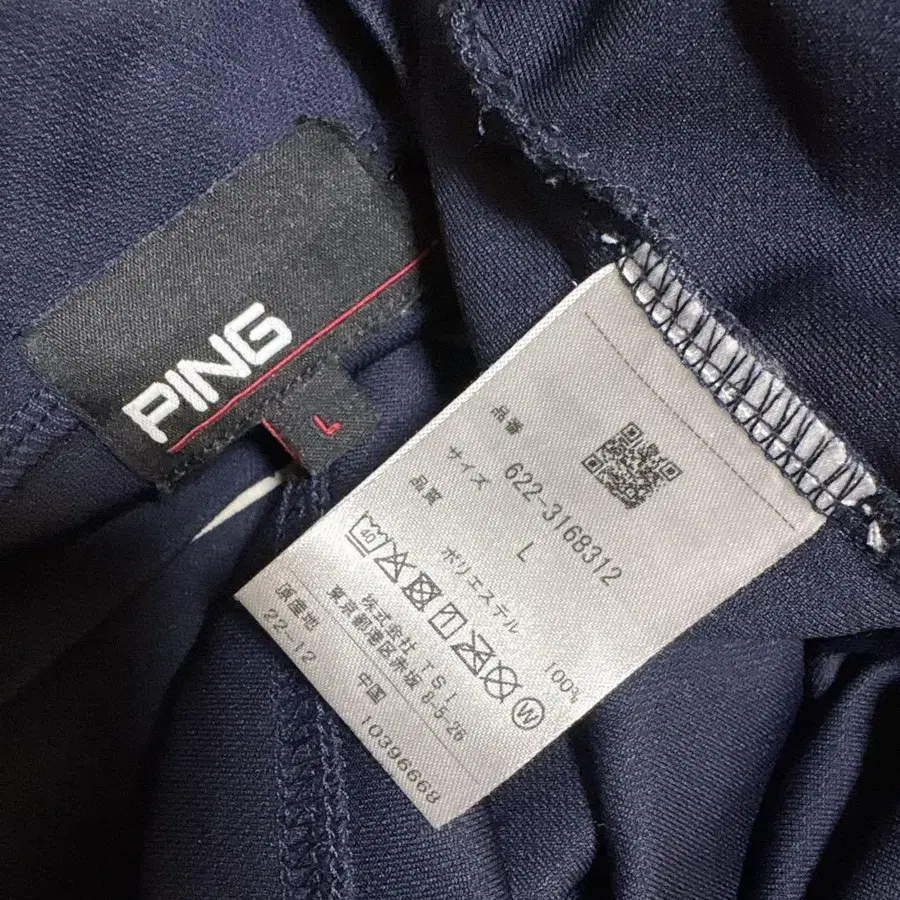 PING
L
品番 622-3168312
サイズ L
品質
ポリエステル 100%
40
W
株式会社 TSI
東京都港区赤坂 8-5-26
原産地 中国
22-12 10396668